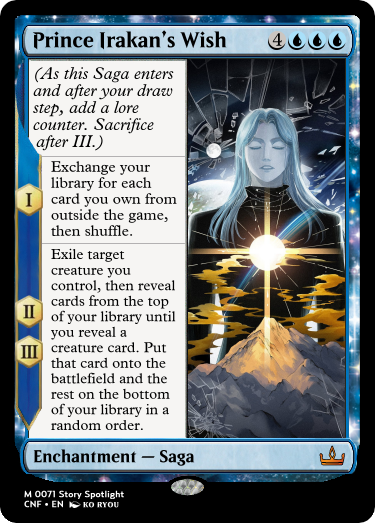 Prince Irakan's Wish 4
(As this Saga enters
and after your draw
step, add a lore
counter. Sacrifice
after III.)
I
Exchange your
library for each
card you own from
outside the game,
then shuffle.
II
III
Exile target
creature you
control, then reveal
cards from the top
of your library until
you reveal a
creature card. Put
that card onto the
battlefield and the
rest on the bottom
of your library in a
random order.
Enchantment — Saga
M 0071 Story Spotlight
CNF • EN KO RYOU